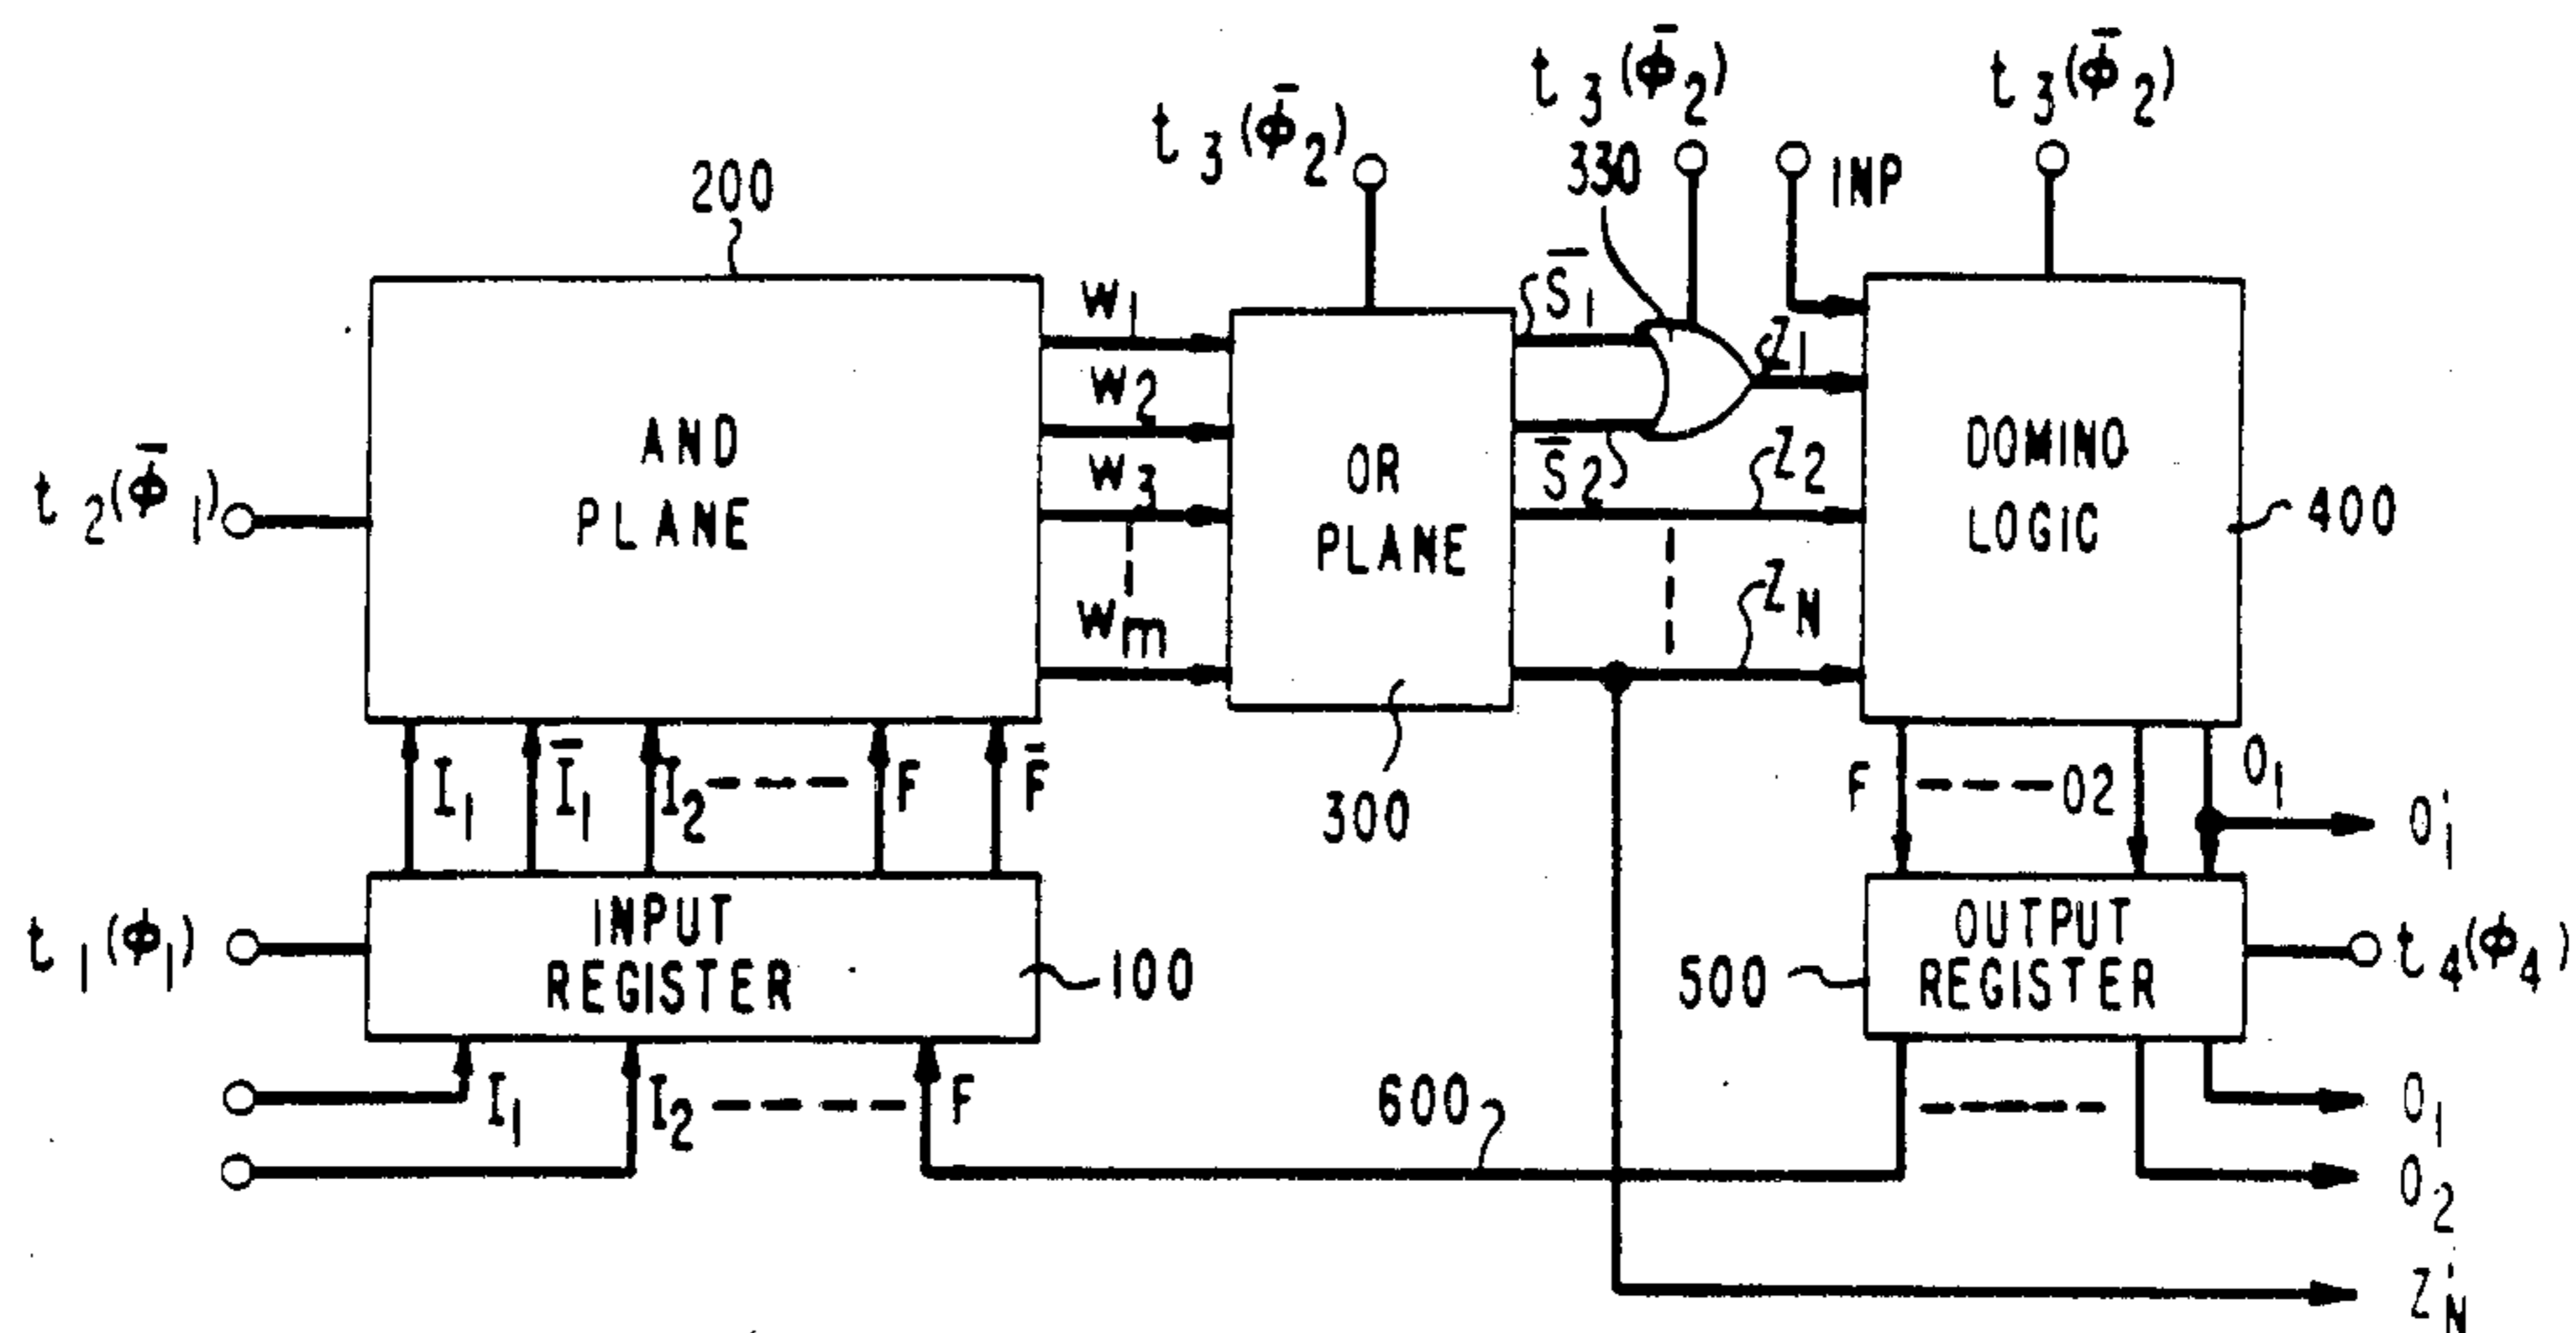 t3(Φ̄2)
t3(Φ̄2)
t3(Φ̄2)
200
330
INP
W1
W2
W3
Wm
S̄1
S̄2
Z1
Z2
ZN
AND
PLANE
OR
PLANE
DOMINO
LOGIC
400
t2(Φ̄1)
300
I1
Ī1
I2
F
F̄
F
O2
O1
O'1
t1(Φ1)
INPUT
REGISTER
100
500
OUTPUT
REGISTER
t4(Φ4)
I1
I2
F
600
O1
O2
Z'N